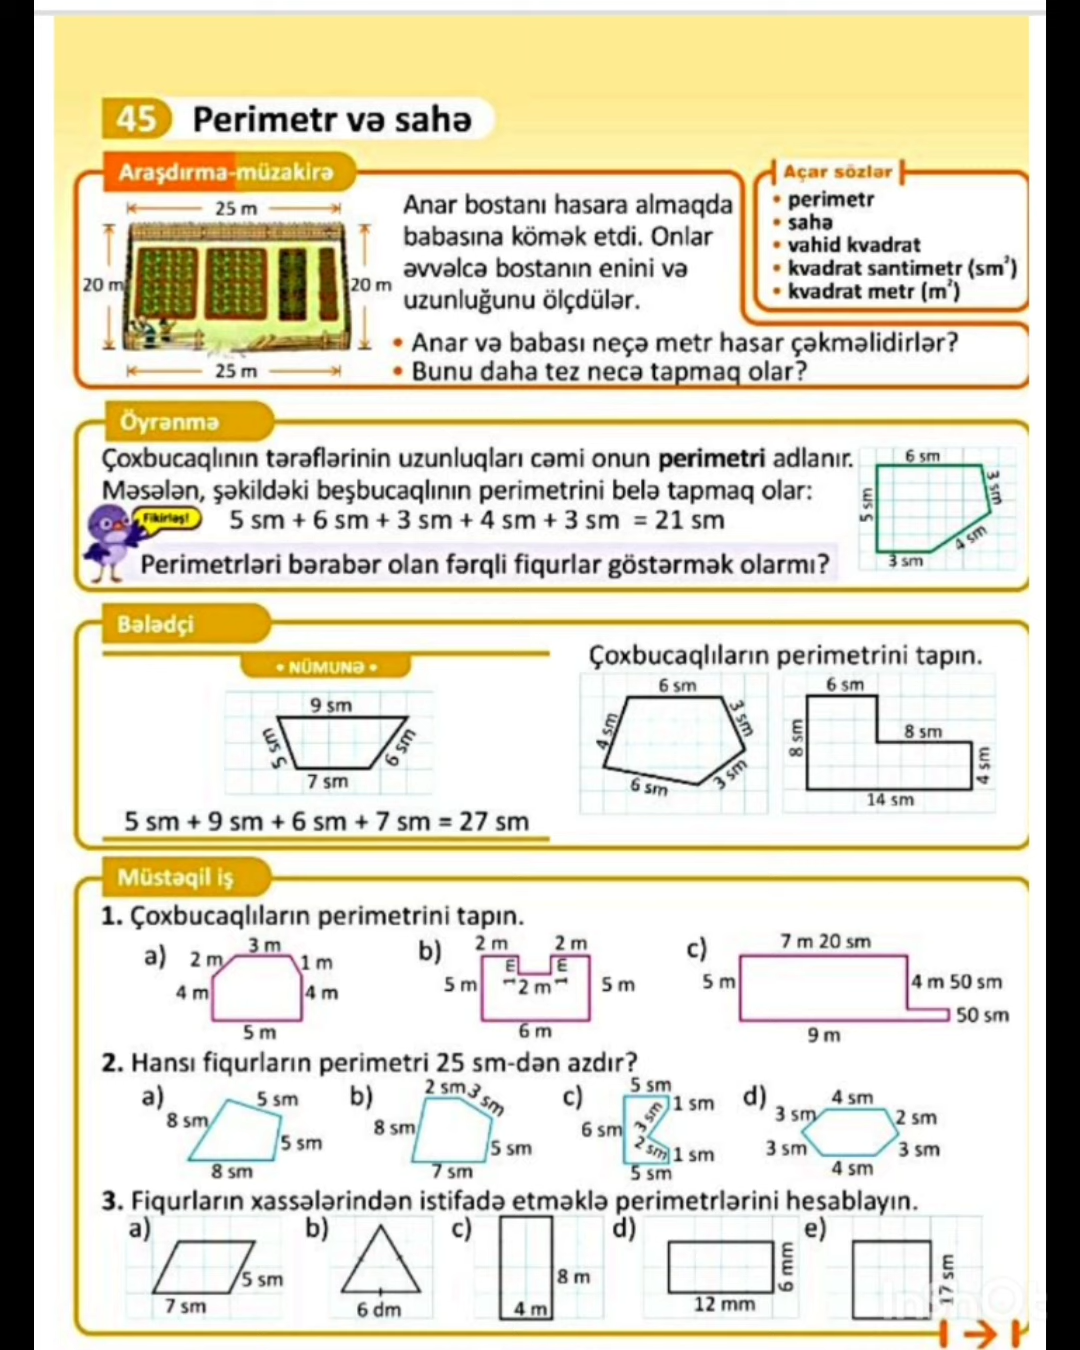 45 Perimetr və sahə
Araşdırma-müzakirə
25 m
20 m
20 m
25 m
Anar bostanı hasara almaqda
babasına kömək etdi. Onlar
əvvəlcə bostanın enini və
uzunluğunu ölçdülər.
• Anar və babası neçə metr hasar çəkməlidirlər?
• Bunu daha tez necə tapmaq olar?
Açar sözlər
• perimetr
• sahə
• vahid kvadrat
• kvadrat santimetr (sm²)
• kvadrat metr (m²)
Öyrənmə
Çoxbucaqlının tərəflərinin uzunluqları cəmi onun perimetri adlanır.
Məsələn, şəkildəki beşbucaqlının perimetrini belə tapmaq olar:
5 sm + 6 sm + 3 sm + 4 sm + 3 sm = 21 sm
Fikirləş!
Perimetrləri bərabər olan fərqli fiqurlar göstərmək olarmı?
6 sm
5 sm
3 sm
4 sm
3 sm
Bələdçi
• NÜMUNƏ •
9 sm
5 sm
6 sm
7 sm
5 sm + 9 sm + 6 sm + 7 sm = 27 sm
Çoxbucaqlıların perimetrini tapın.
6 sm
4 sm
3 sm
6 sm
3 sm
6 sm
8 sm
8 sm
4 sm
14 sm
Müstəqil iş
1. Çoxbucaqlıların perimetrini tapın.
a)
3 m
2 m
1 m
4 m
4 m
5 m
b)
2 m
2 m
1 m
1 m
5 m
2 m
5 m
6 m
c)
7 m 20 sm
5 m
4 m 50 sm
50 sm
9 m
2. Hansı fiqurların perimetri 25 sm-dən azdır?
a)
5 sm
8 sm
5 sm
8 sm
b)
2 sm
3 sm
8 sm
5 sm
7 sm
c)
5 sm
1 sm
3 sm
6 sm
2 sm
1 sm
5 sm
d)
4 sm
3 sm
2 sm
3 sm
3 sm
4 sm
3. Fiqurların xassələrindən istifadə etməklə perimetrlərini hesablayın.
a)
5 sm
7 sm
b)
6 dm
c)
8 m
4 m
d)
6 mm
12 mm
e)
17 sm
InShOt